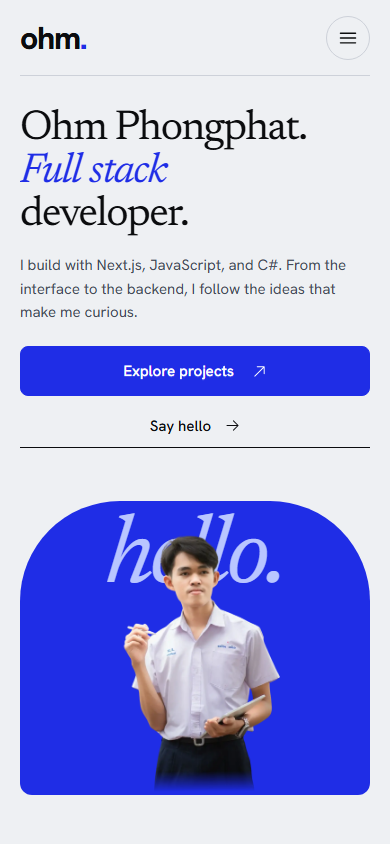 ohm.
Ohm Phongphat.
Full stack
developer.
I build with Next.js, JavaScript, and C#. From the
interface to the backend, I follow the ideas that
make me curious.
Explore projects
Say hello
hello.